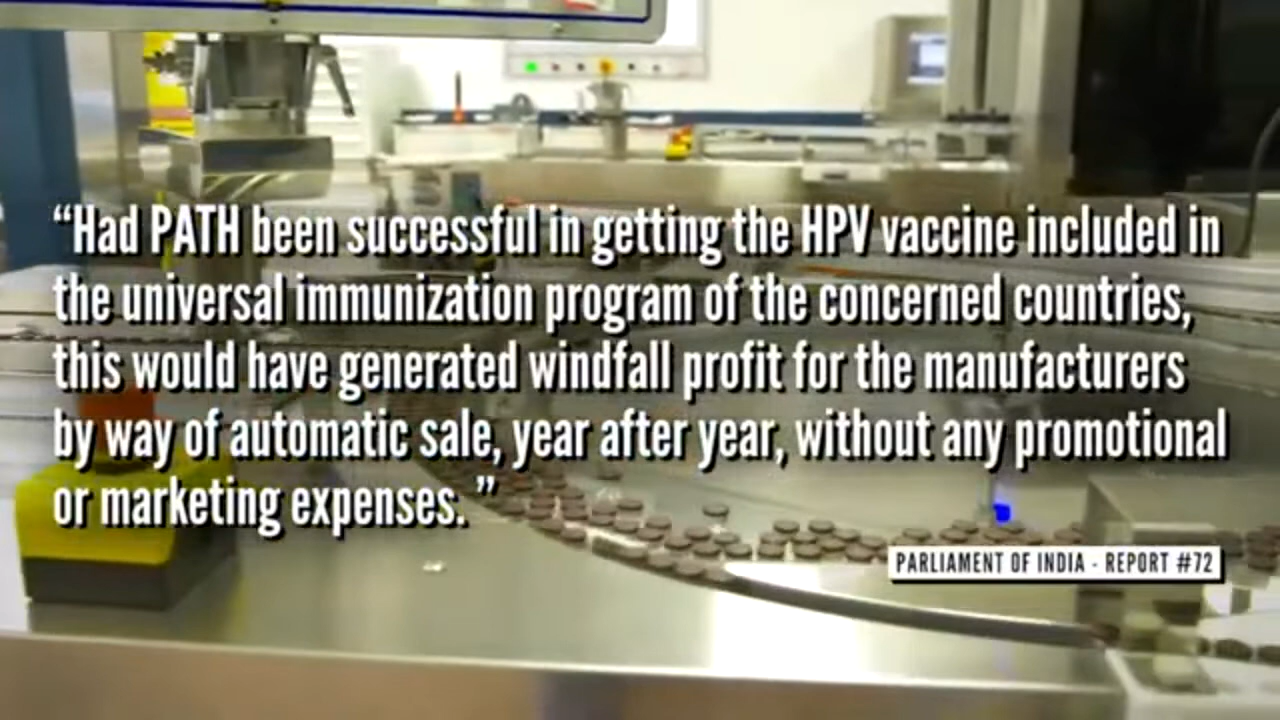 “Had PATH been successful in getting the HPV vaccine included in
the universal immunization program of the concerned countries,
this would have generated windfall profit for the manufacturers
by way of automatic sale, year after year, without any promotional
or marketing expenses. ”
PARLIAMENT OF INDIA - REPORT #72